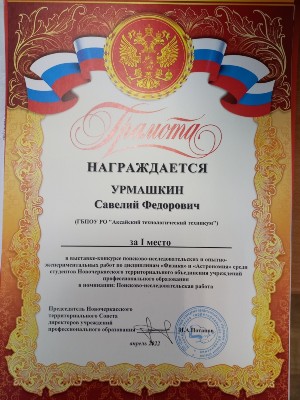 Грамота
НАГРАЖДАЕТСЯ
УРМАШКИН
Савелий Федорович
(ГБПОУ РО "Аксайский технологический техникум")
за I место
в выставке-конкурсе поисково-исследовательских и опытно-
экспериментальных работ по дисциплинам «Физика» и «Астрономия» среди
студентов Новочеркасского территориального объединения учреждений
профессионального образования
в номинации: Поисково-исследовательская работа
Председатель Новочеркасского
территориального Совета
директоров учреждений
профессионального образования
апрель 2022